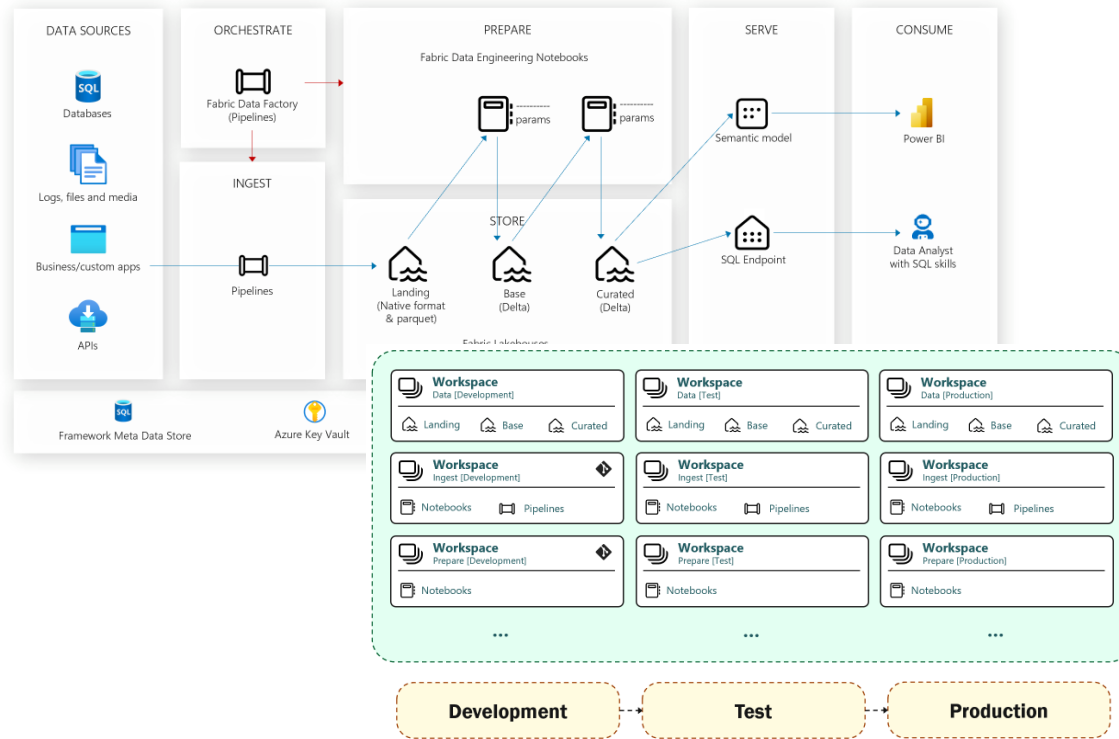 DATA SOURCES
Databases
Logs, files and media
Business/custom apps
APIs
ORCHESTRATE
Fabric Data Factory
(Pipelines)
INGEST
Pipelines
PREPARE
Fabric Data Engineering Notebooks
----------
params
----------
params
STORE
Landing
(Native format
& parquet)
Base
(Delta)
Curated
(Delta)
Fabric Lakehouses
SERVE
Semantic model
SQL Endpoint
CONSUME
Power BI
Data Analyst
with SQL skills
SQL
SQL
Framework Meta Data Store
Azure Key Vault
Workspace
Data [Development]
Landing
Base
Curated
Workspace
Data [Test]
Landing
Base
Curated
Workspace
Data [Production]
Landing
Base
Curated
Workspace
Ingest [Development]
Notebooks
Pipelines
Workspace
Ingest [Test]
Notebooks
Pipelines
Workspace
Ingest [Production]
Notebooks
Pipelines
Workspace
Prepare [Development]
Notebooks
Workspace
Prepare [Test]
Notebooks
Workspace
Prepare [Production]
Notebooks
...
...
...
Development
Test
Production